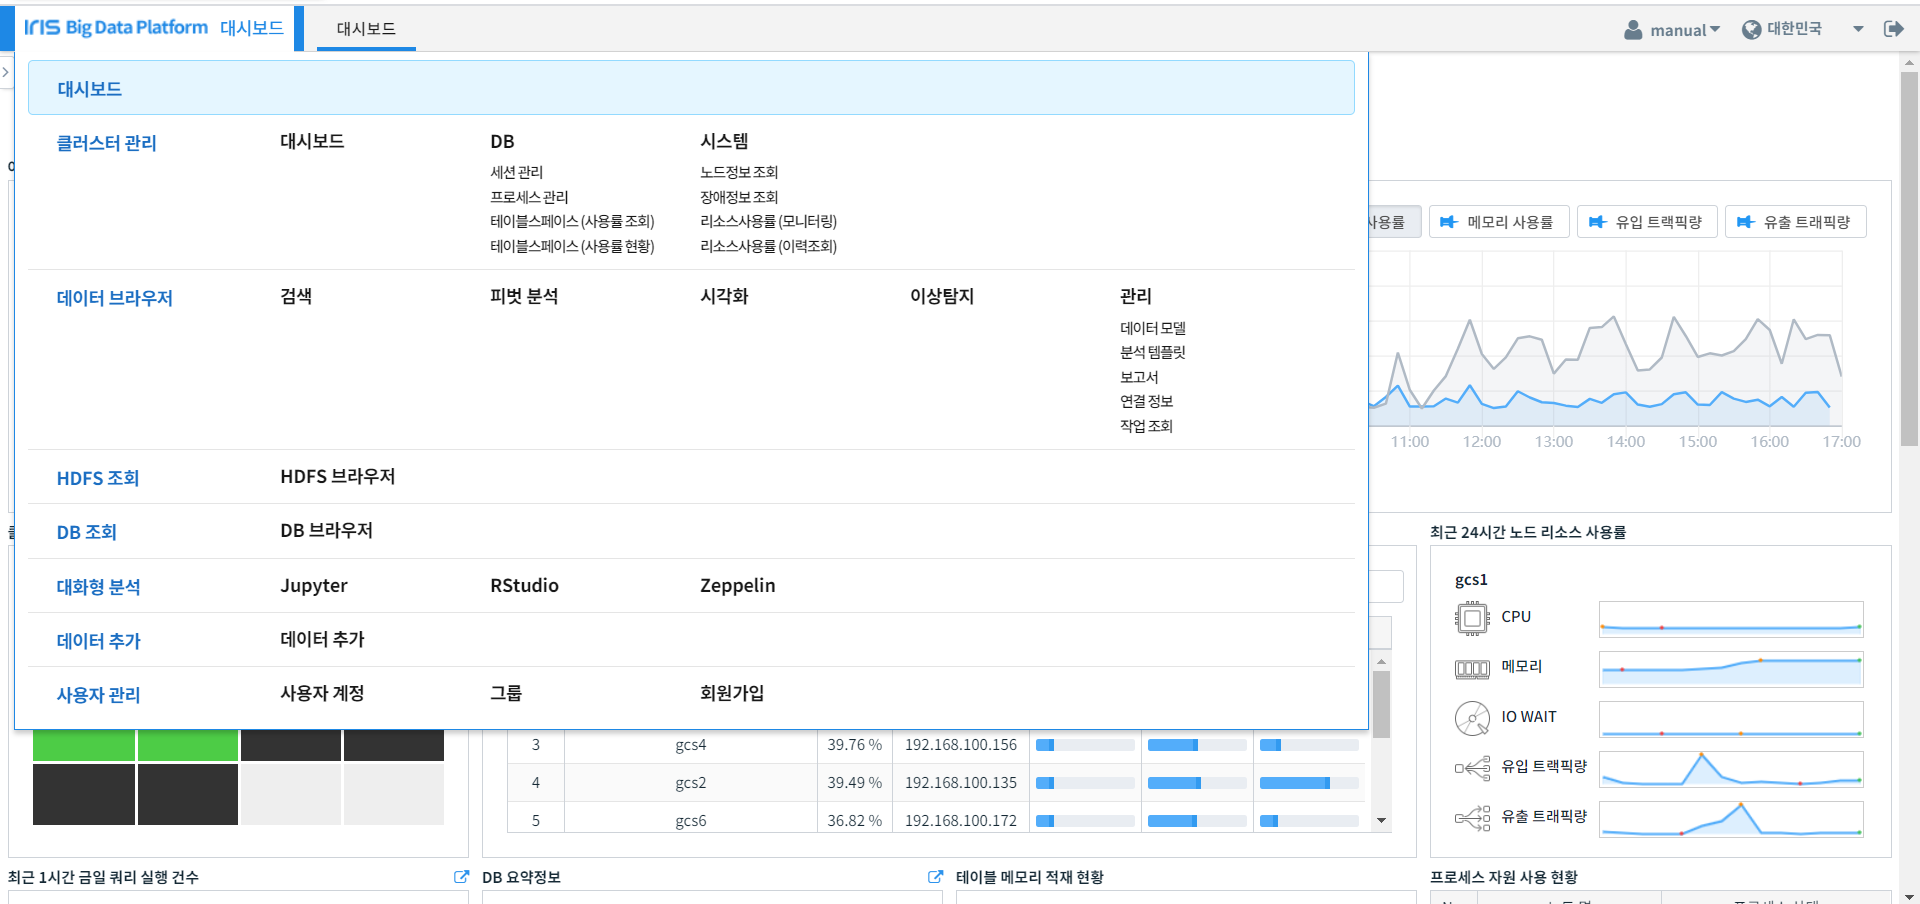 IRIS Big Data Platform 대시보드 대시보드 manual 대한민국
대시보드
클러스터 관리 대시보드 DB 시스템
세션 관리 노드정보 조회
프로세스 관리 장애정보 조회
테이블스페이스 (사용률 조회) 리소스사용률 (모니터링)
테이블스페이스 (사용률 현황) 리소스사용률 (이력조회)
사용률 메모리 사용률 유입 트랙픽량 유출 트래픽량
데이터 브라우저 검색 피벗 분석 시각화 이상탐지 관리
데이터 모델
분석 템플릿
보고서
연결 정보
작업 조회
11:00 12:00 13:00 14:00 15:00 16:00 17:00
HDFS 조회 HDFS 브라우저
DB 조회 DB 브라우저
최근 24시간 노드 리소스 사용률
대화형 분석 Jupyter RStudio Zeppelin
gcs1
CPU
데이터 추가 데이터 추가
메모리
사용자 관리 사용자 계정 그룹 회원가입
IO WAIT
3 gcs4 39.76 % 192.168.100.156
유입 트랙픽량
4 gcs2 39.49 % 192.168.100.135
유출 트래픽량
5 gcs6 36.82 % 192.168.100.172
최근 1시간 금일 쿼리 실행 건수 DB 요약정보 테이블 메모리 적재 현황 프로세스 자원 사용 현황